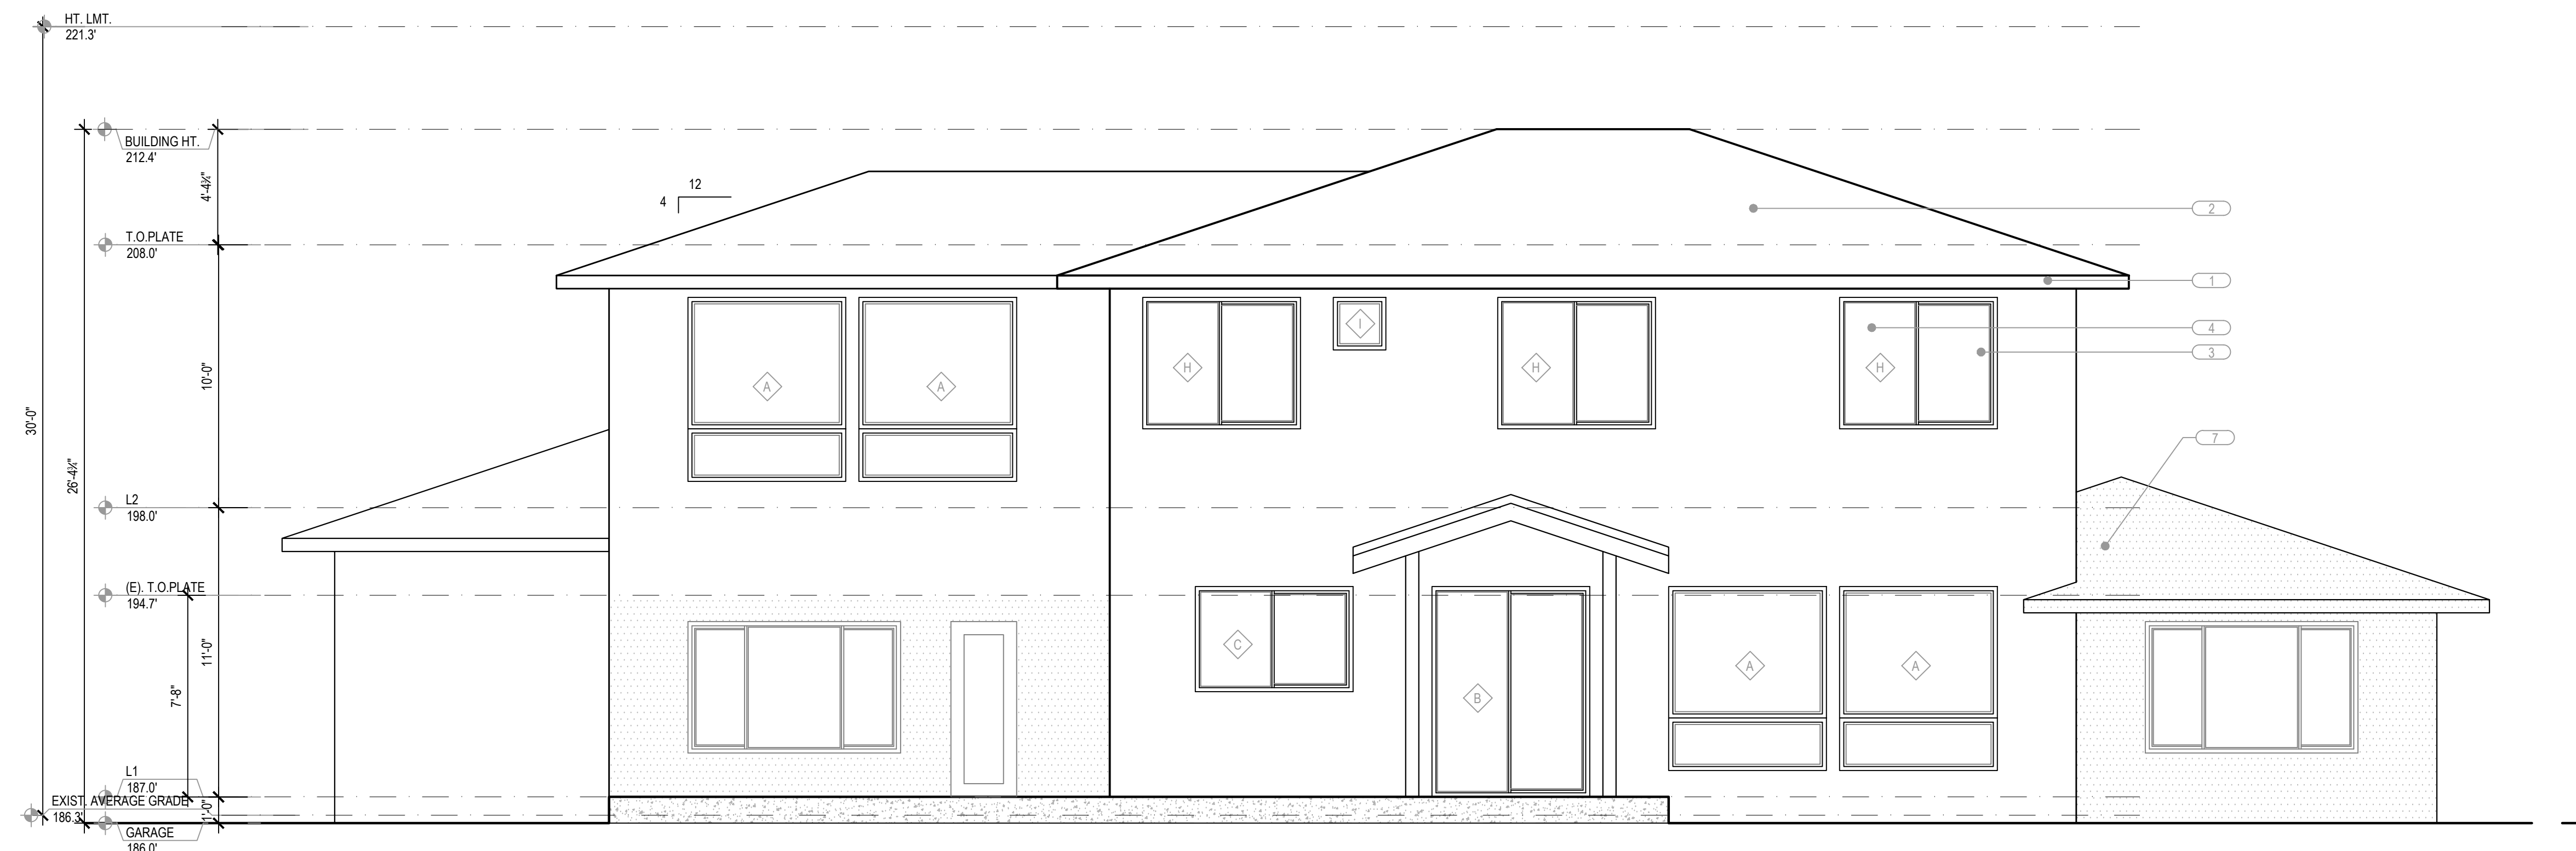 HT. LMT.
221.3'
BUILDING HT.
212.4'
4'-4¾"
12
4
2
T.O.PLATE
208.0'
1
4
3
I
H
H
H
A
A
10'-0"
30'-0"
26'-4¾"
7
L2
198.0'
(E). T.O.PLATE
194.7'
11'-0"
7'-8"
C
B
A
A
L1
187.0'
EXIST. AVERAGE GRADE
186.3'
1'-0"
GARAGE
186.0'